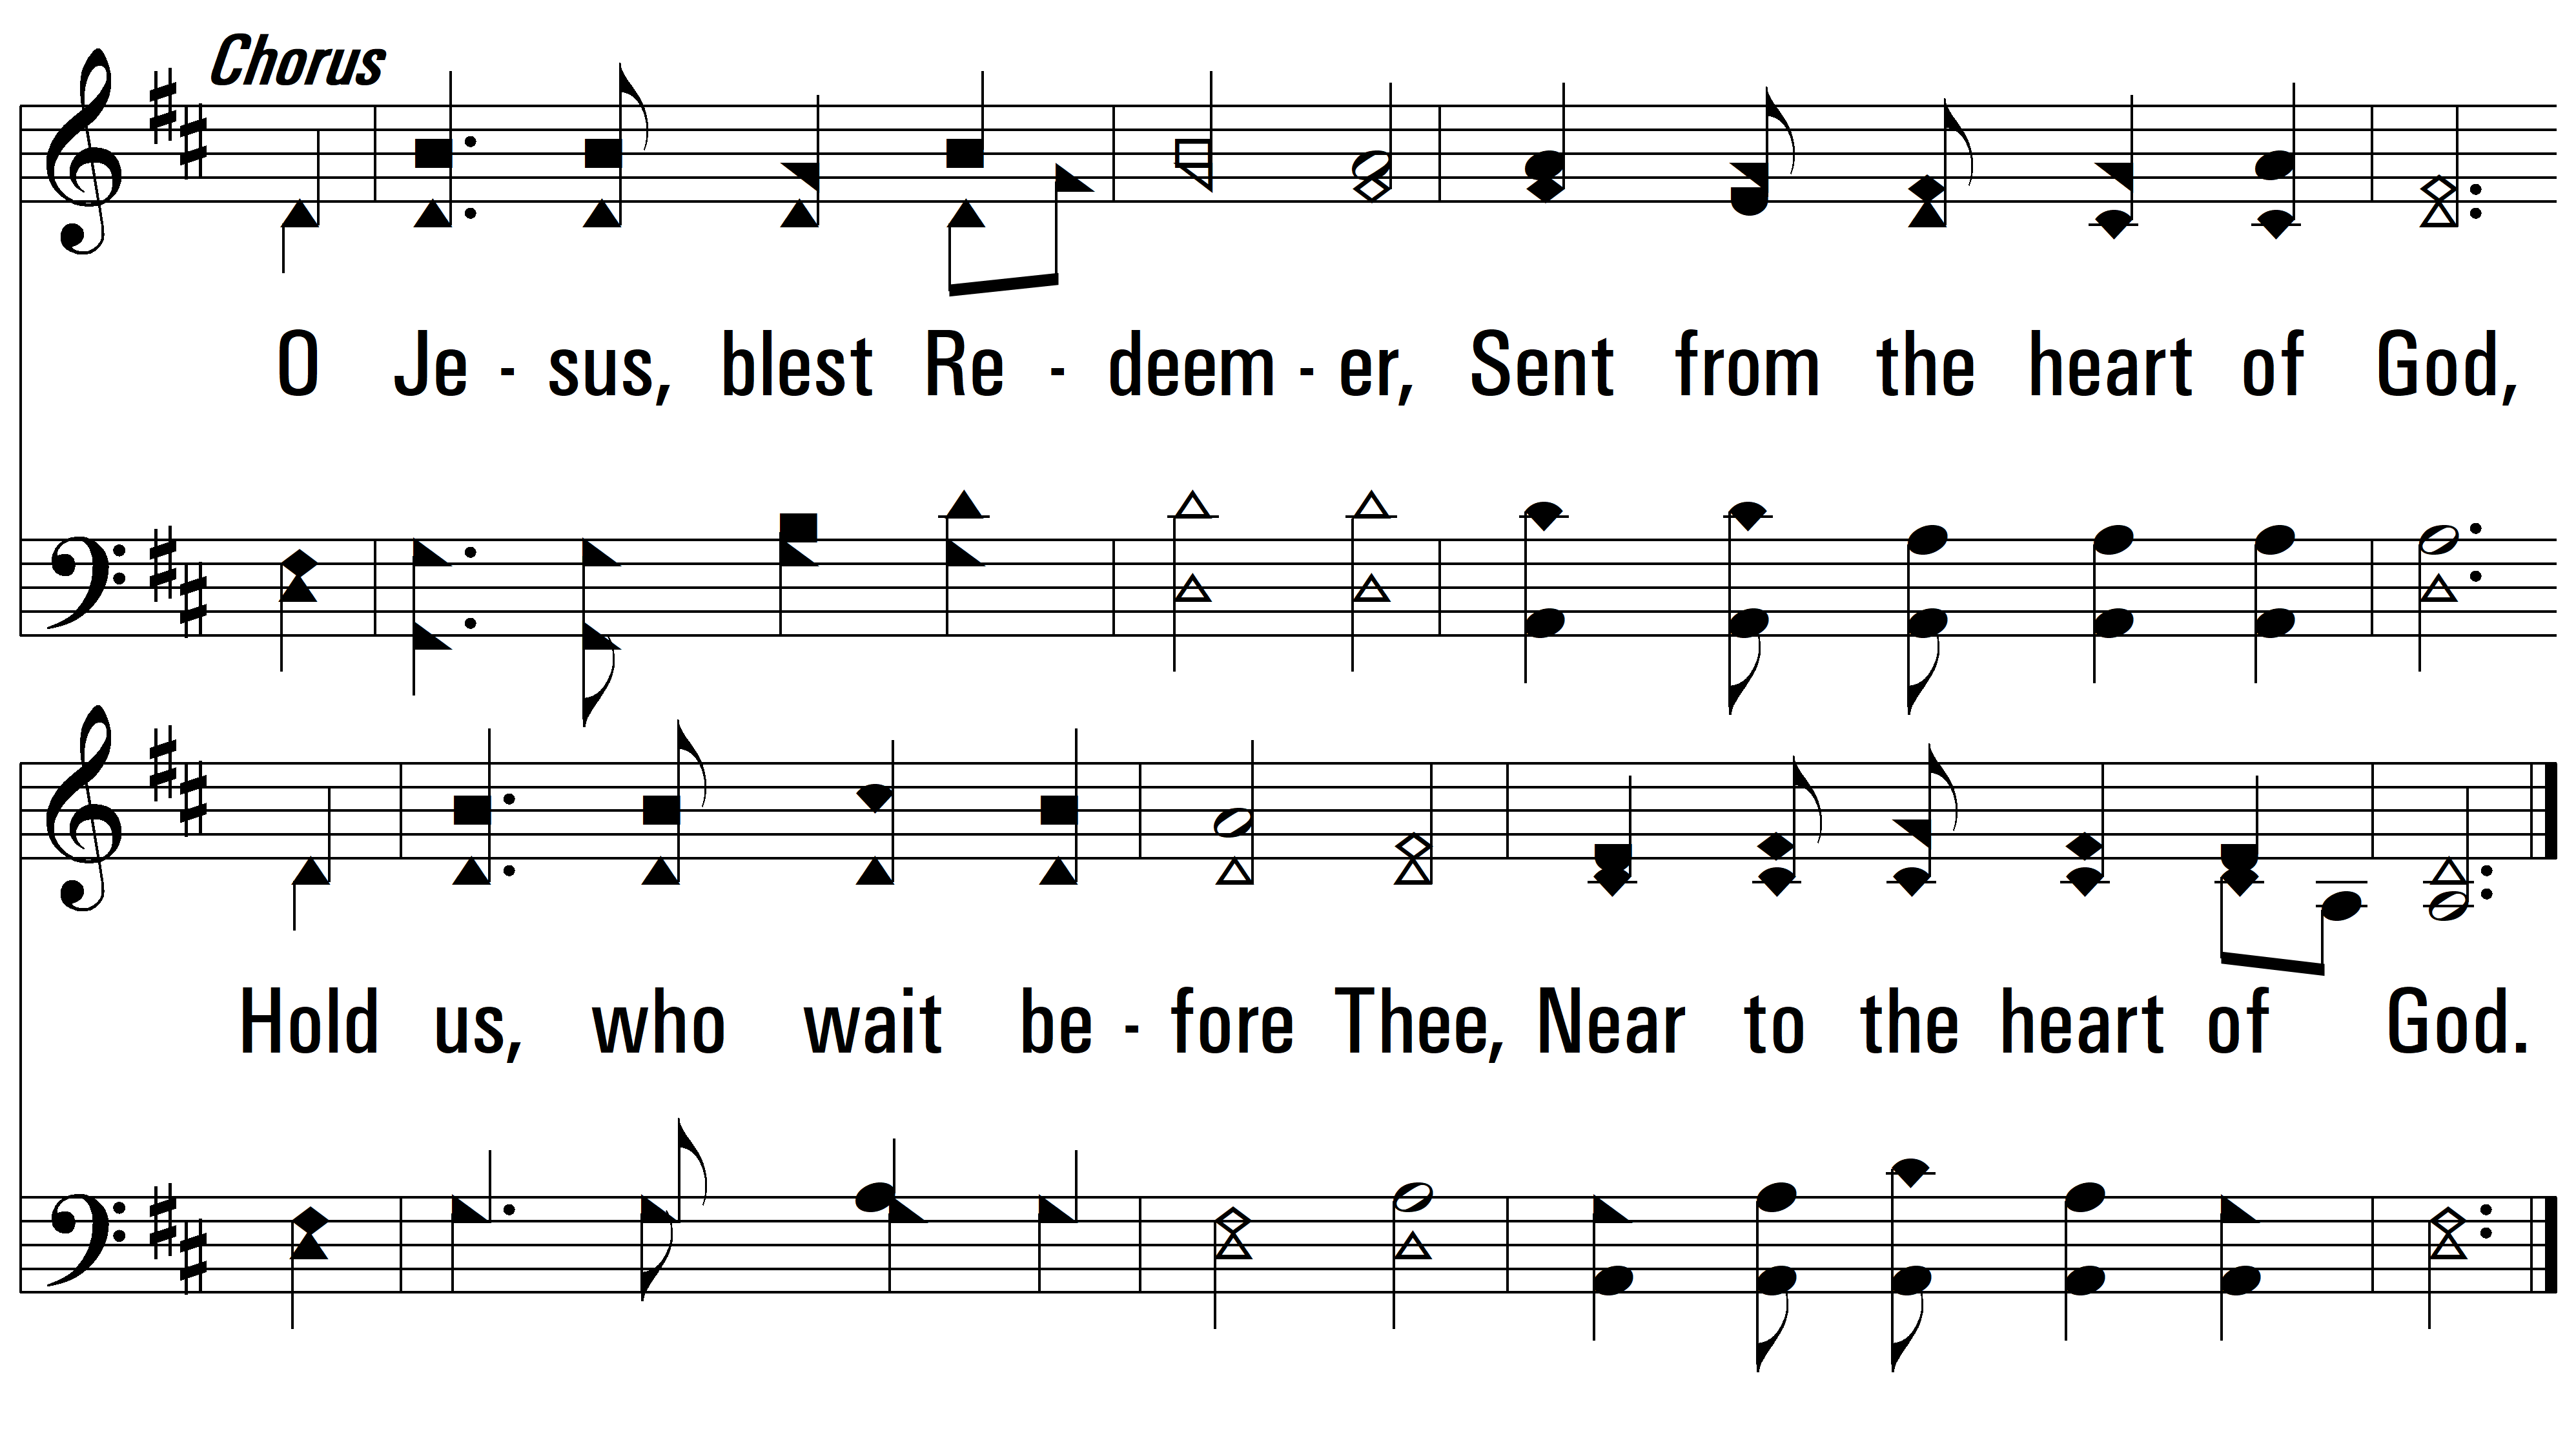 Chorus
O Je - sus, blest Re - deem - er, Sent from the heart of God,
Hold us, who wait be - fore Thee, Near to the heart of God.